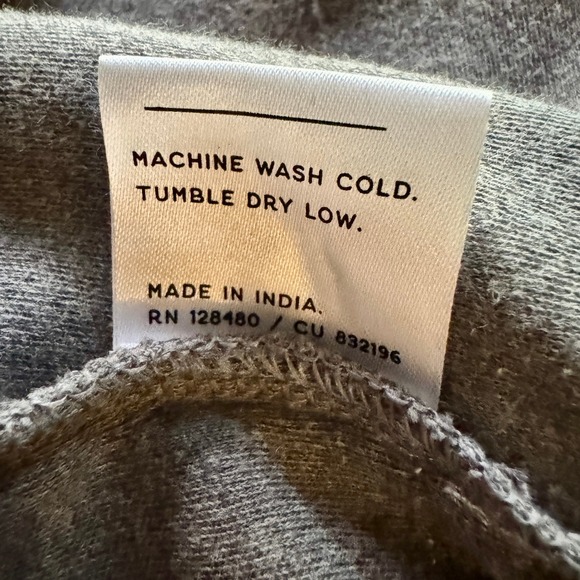 MACHINE WASH COLD.
TUMBLE DRY LOW.
MADE IN INDIA.
RN 128480 / CU 832196